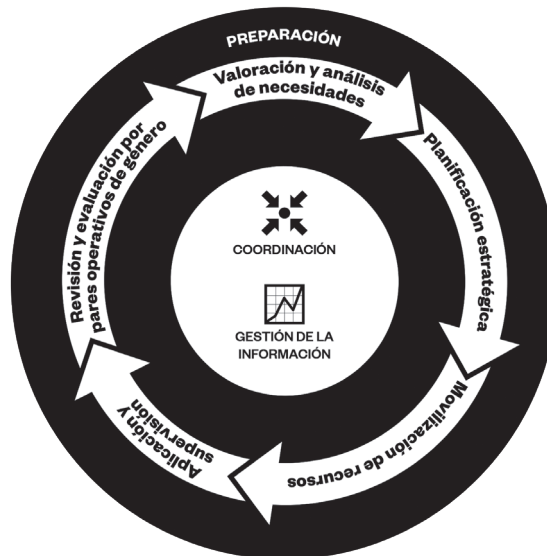 PREPARACIÓN
Valoración y análisis
de necesidades
Planificación estratégica
Movilización de recursos
Aplicación y
supervisión
Revisión y evaluación por
pares operativos de género
COORDINACIÓN
GESTIÓN DE LA
INFORMACIÓN